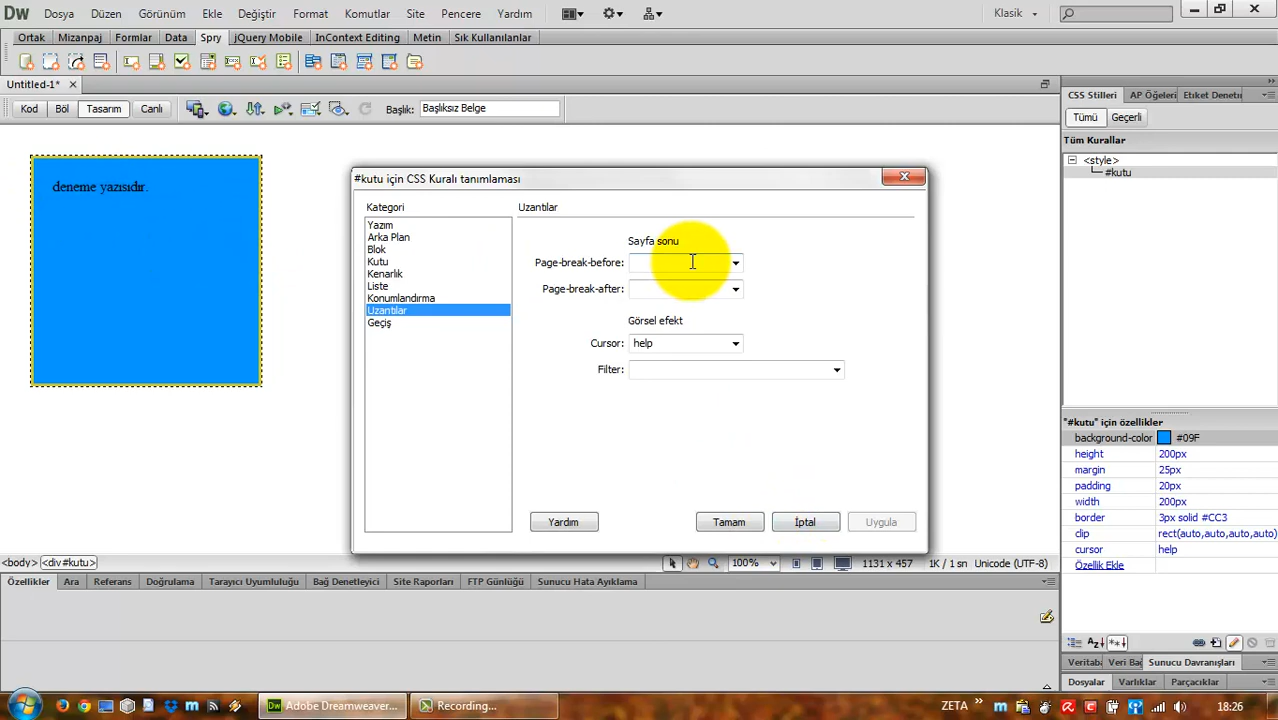 Dw Dosya Düzen Görünüm Ekle Değiştir Format Komutlar Site Pencere Yardım Klasik
Ortak Mizanpaj Formlar Data Spry jQuery Mobile InContext Editing Metin Sık Kullanılanlar
Untitled-1*
Kod Böl Tasarım Canlı Başlık: Başlıksız Belge
deneme yazısıdır.
#kutu için CSS Kuralı tanımlaması
Kategori
Yazım
Arka Plan
Blok
Kutu
Kenarlık
Liste
Konumlandırma
Uzantılar
Geçiş
Uzantılar
Sayfa sonu
Page-break-before:
Page-break-after:
Görsel efekt
Cursor: help
Filter:
Yardım Tamam İptal Uygula
CSS Stilleri AP Öğeleri Etiket Denetim
Tümü Geçerli
Tüm Kurallar
<style>
#kutu
"#kutu" için özellikler
background-color #09F
height 200px
margin 25px
padding 20px
width 200px
border 3px solid #CC3
clip rect(auto,auto,auto,auto)
cursor help
Özellik Ekle
<body> <div#kutu> 100% 1131 x 457 1K / 1 sn Unicode (UTF-8)
Özellikler Ara Referans Doğrulama Tarayıcı Uyumluluğu Bağ Denetleyici Site Raporları FTP Günlüğü Sunucu Hata Ayıklama
Veritaba Veri Bağ Sunucu Davranışları
Dosyalar Varlıklar Parçacıklar
Adobe Dreamweaver... Recording... ZETA 18:26